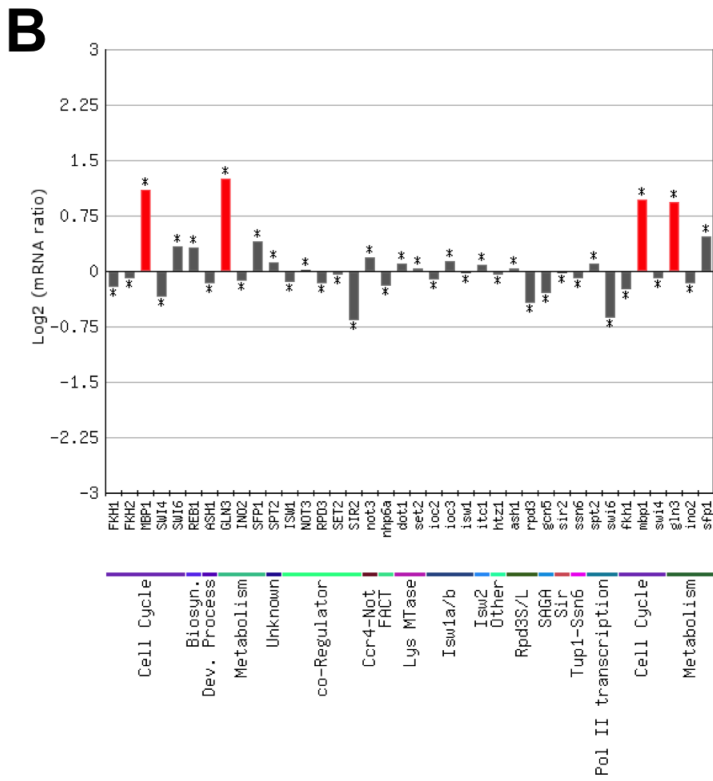 B
3
2.25
1.5
0.75
0
-0.75
-1.5
-2.25
-3
Log2 (mRNA ratio)
* * * * * * * * * * * * * * * * * * * * * * * * * * * * * * * * * * * * * *
FKH1
FKH2
MBP1
SWI4
SWI6
REB1
ASH1
GLN3
INO2
SFP1
SPT2
ISW1
NOT3
RPD3
SET2
SIR2
not3
nhp6a
dot1
set2
ioc2
ioc3
isw1
itc1
htz1
ash1
rpd3
gcn5
sir2
ssn6
spt2
swi6
fkh1
mbp1
swi4
gln3
ino2
sfp1
Cell Cycle
Biosyn.
Dev. Process
Metabolism
Unknown
co-Regulator
Ccr4-Not
FACT
Lys MTase
Isw1a/b
Isw2
Other
Rpd3S/L
SAGA
Sir
Tup1-Ssn6
Pol II transcription
Cell Cycle
Metabolism